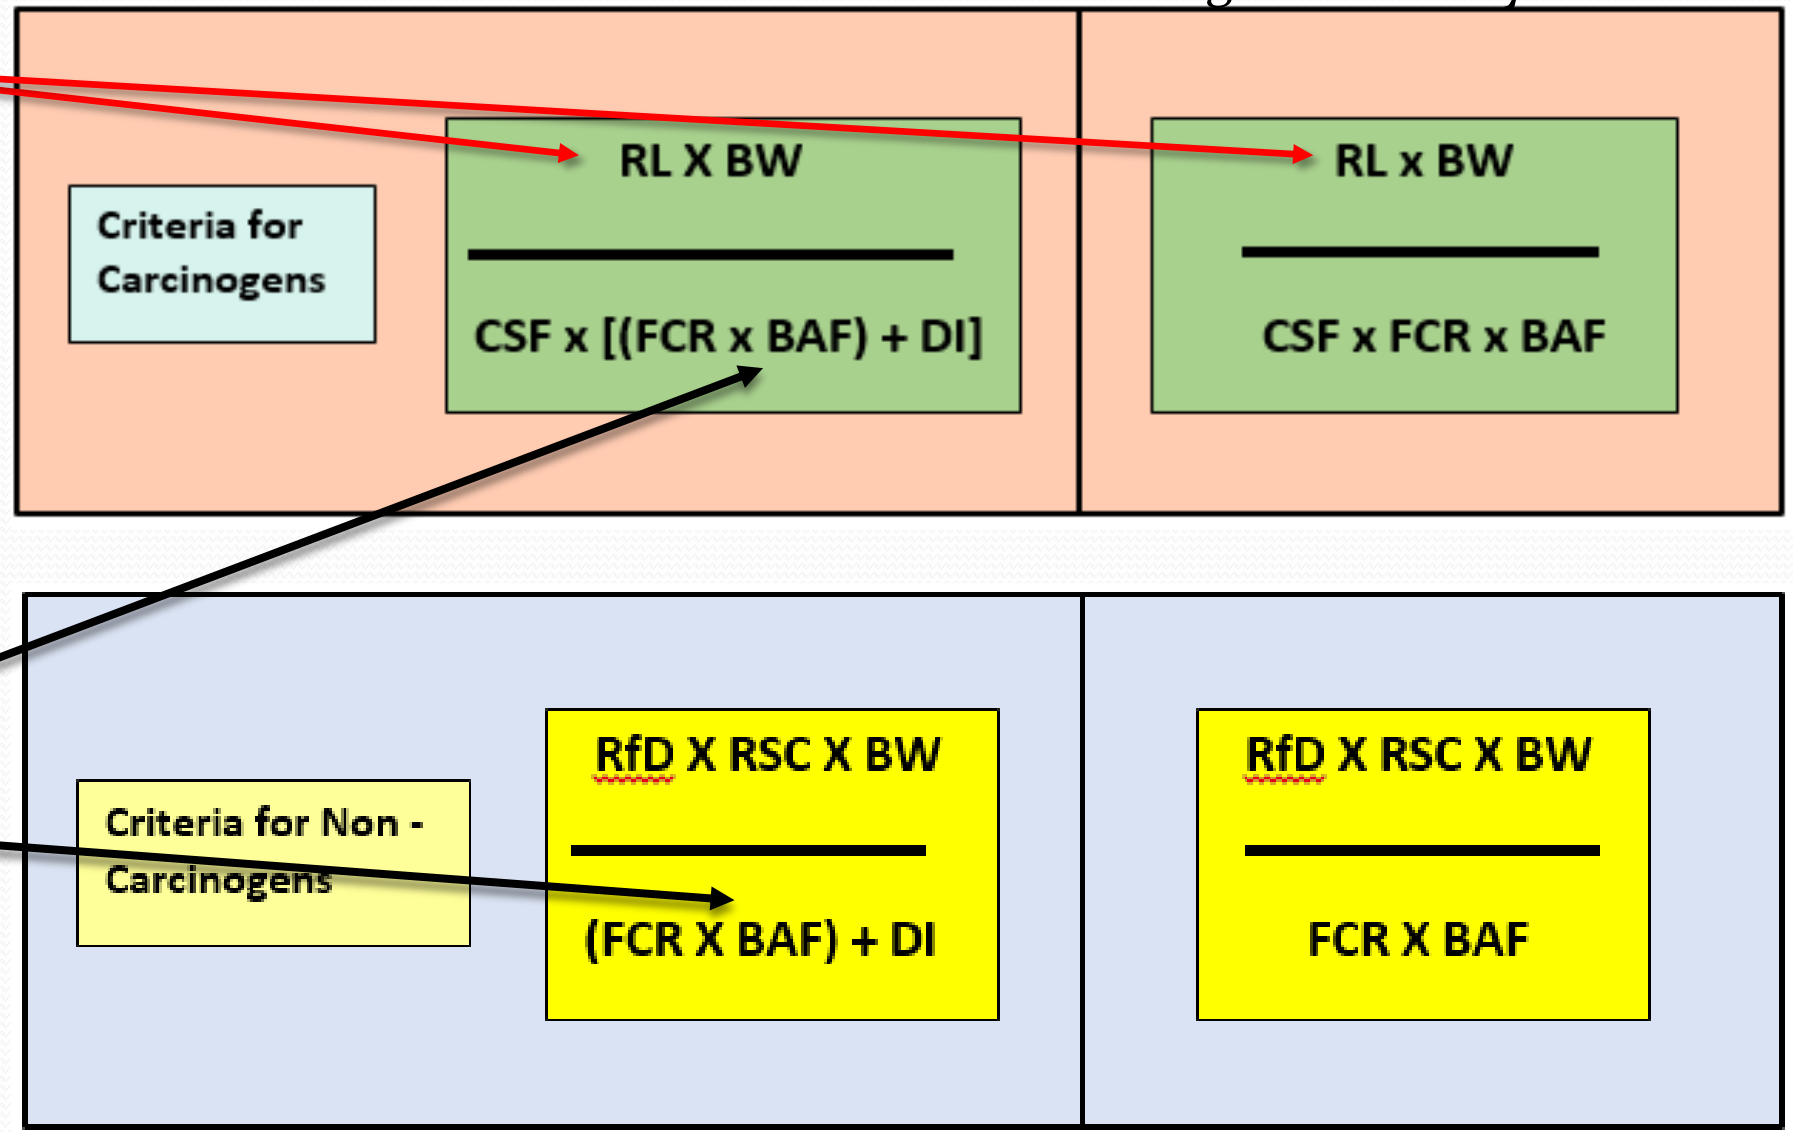 RL X BW
CSF x [(FCR x BAF) + DI]
RL x BW
CSF x FCR x BAF
Criteria for
Carcinogens
RfD X RSC X BW
(FCR X BAF) + DI
RfD X RSC X BW
FCR X BAF
Criteria for Non -
Carcinogens